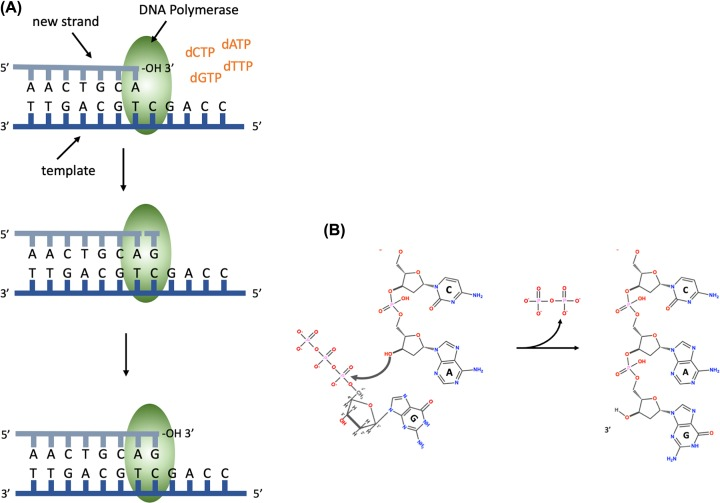 (A)
DNA Polymerase
new strand
dCTP dATP
dTTP
dGTP
5’ -OH 3’
A A C T G C A
T T G A C G T C G A C C
3’ 5’
template
5’
A A C T G C A G
T T G A C G T C G A C C
3’ 5’
5’ -OH 3’
A A C T G C A G
T T G A C G T C G A C C
3’ 5’
(B)
C
A
G
C
A
G
3’